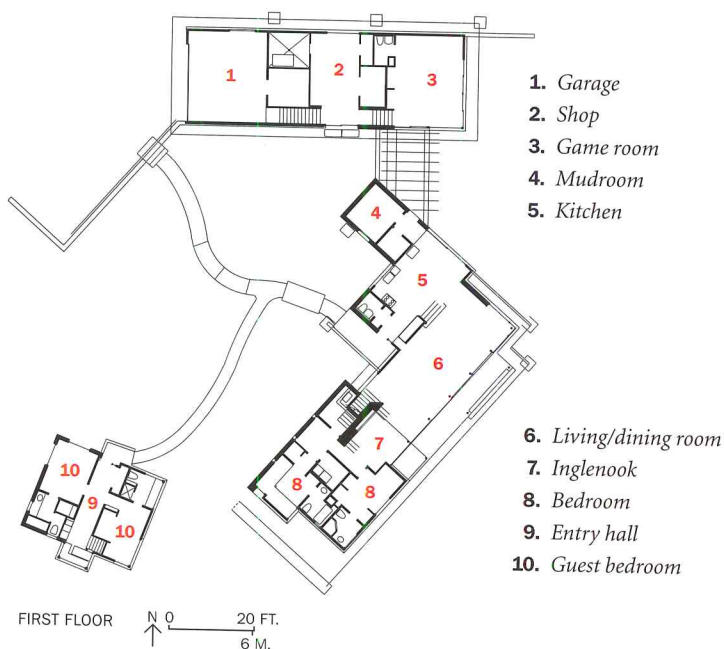 1
2
3
1. Garage
2. Shop
3. Game room
4. Mudroom
5. Kitchen
4
5
6
7
8
8
10
9
10
6. Living/dining room
7. Inglenook
8. Bedroom
9. Entry hall
10. Guest bedroom
FIRST FLOOR
N 0 20 FT.
6 M.